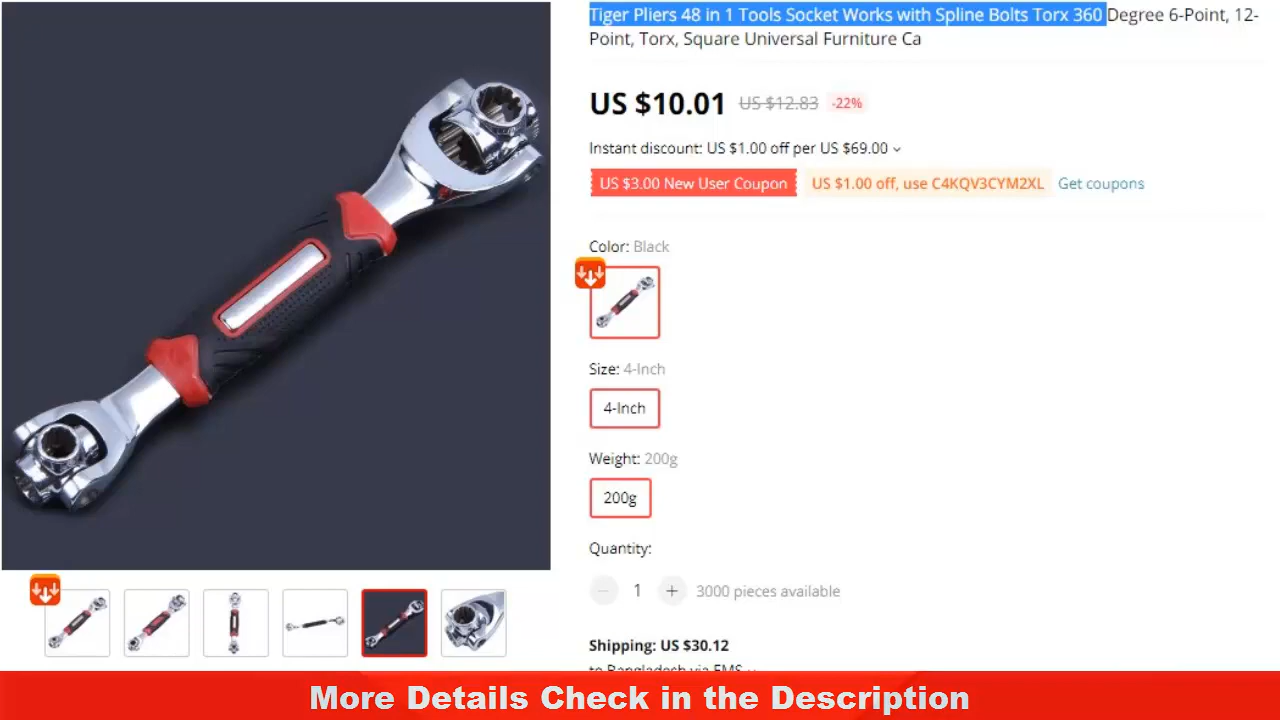 Tiger Pliers 48 in 1 Tools Socket Works with Spline Bolts Torx 360 Degree 6-Point, 12-
Point, Torx, Square Universal Furniture Ca
US $10.01 US $12.83 -22%
Instant discount: US $1.00 off per US $69.00
US $3.00 New User Coupon US $1.00 off, use C4KQV3CYM2XL Get coupons
Color: Black
Size: 4-Inch
4-Inch
Weight: 200g
200g
Quantity:
1 3000 pieces available
Shipping: US $30.12
to Bangladesh via EMS
More Details Check in the Description